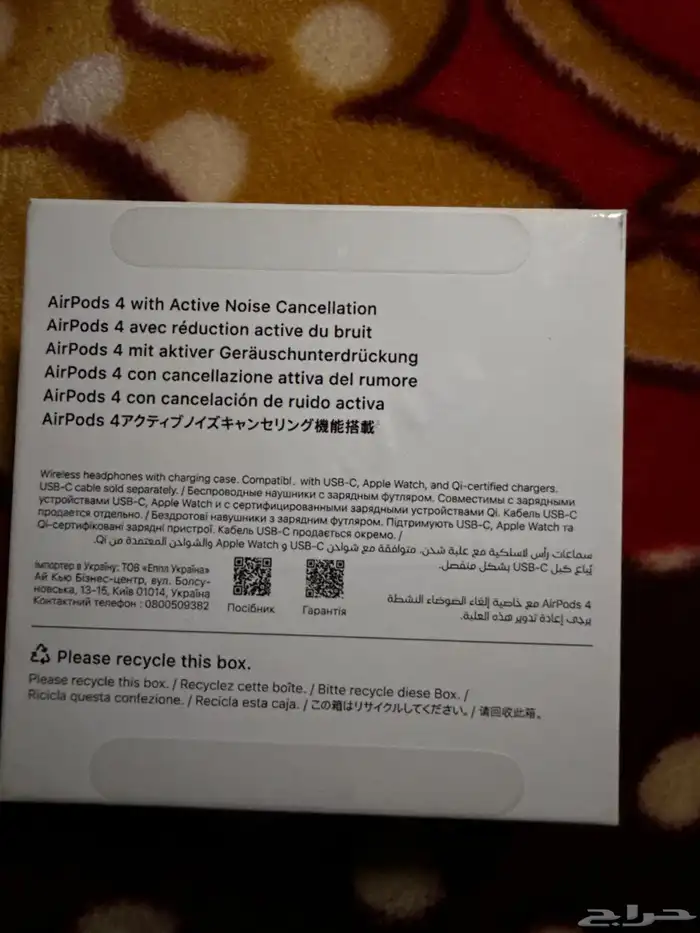 AirPods 4 with Active Noise Cancellation
AirPods 4 avec réduction active du bruit
AirPods 4 mit aktiver Geräuschunterdrückung
AirPods 4 con cancellazione attiva del rumore
AirPods 4 con cancelación de ruido activa
AirPods 4アクティブノイズキャンセリング機能搭載
Wireless headphones with charging case. Compatibl. with USB-C, Apple Watch, and Qi-certified chargers.
USB-C cable sold separately. / Беспроводные наушники с зарядным футляром. Совместимы с зарядными
устройствами USB-C, Apple Watch и с сертифицированными зарядными устройствами Qi. Кабель USB-C
продается отдельно. / Бездротові навушники з зарядним футляром. Підтримують USB-C, Apple Watch та
Qi-сертифіковані зарядні пристрої. Кабель USB-C продається окремо. /
سماعات رأس لاسلكية مع علبة شحن. متوافقة مع شواحن USB-C و Apple Watch والشواحن المعتمدة من Qi.
يُباع كبل USB-C بشكل منفصل.
імпортер в Україну: ТОВ «Еппл Україна»
Ай Кью Бізнес-центр, вул. Болсу-
новська, 13-15, Київ 01014, Україна
Контактний телефон : 0800509382
Посібник
Гарантія
AirPods 4 مع خاصية إلغاء الضوضاء النشطة
يرجى إعادة تدوير هذه العلبة.
Please recycle this box.
Please recycle this box. / Recyclez cette boîte. / Bitte recycle diese Box. /
Ricicla questa confezione. / Recicla esta caja. / この箱はリサイクルしてください。/ 请回收此箱、
حراج